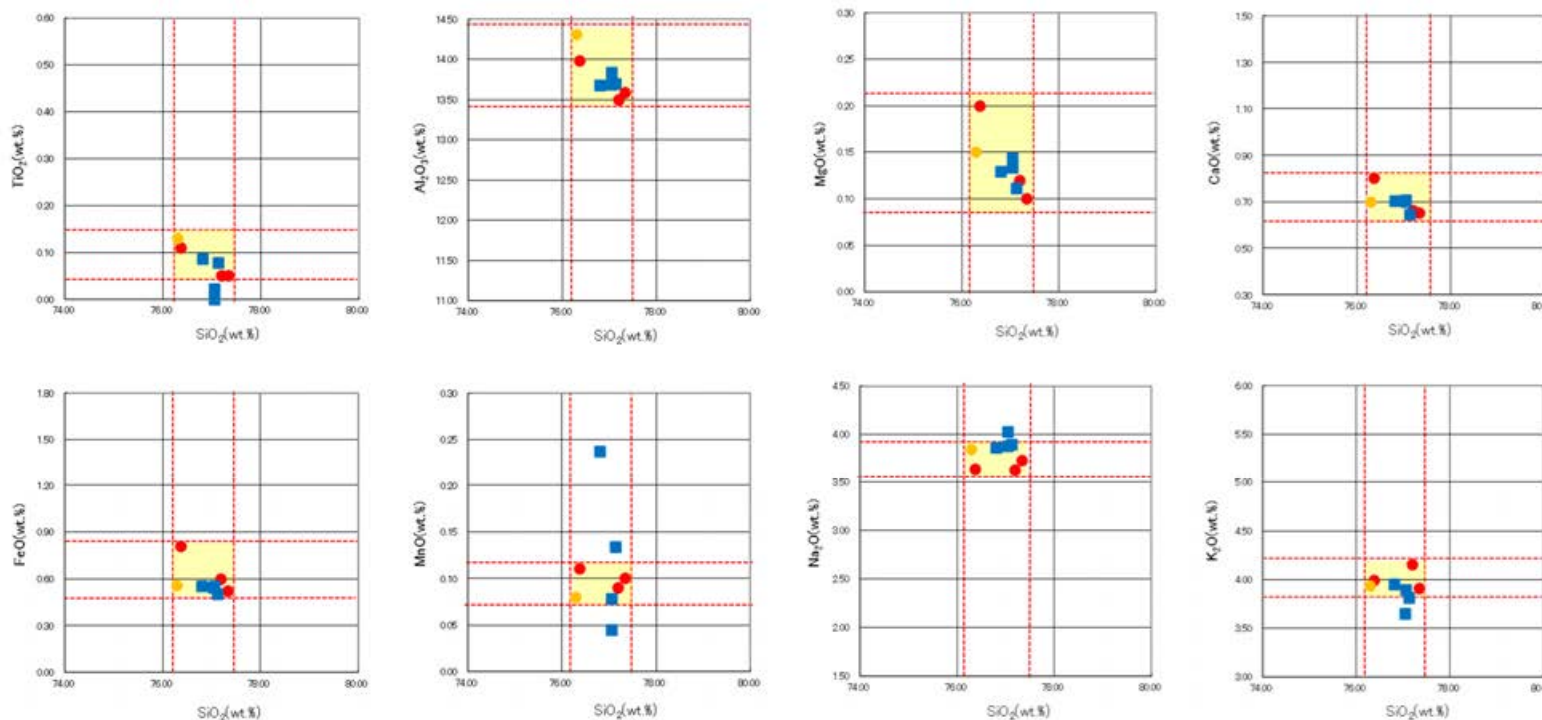 TiO₂(wt.%)
0.60
0.50
0.40
0.30
0.20
0.10
0.00
74.00 76.00 78.00 80.00
SiO₂(wt.%)
Al₂O₃(wt.%)
14.50
14.00
13.50
13.00
12.50
12.00
11.50
11.00
74.00 76.00 78.00 80.00
SiO₂(wt.%)
MgO(wt.%)
0.30
0.25
0.20
0.15
0.10
0.05
0.00
74.00 76.00 78.00 80.00
SiO₂(wt.%)
CaO(wt.%)
1.50
1.30
1.10
0.90
0.70
0.50
0.30
74.00 76.00 78.00 80.00
SiO₂(wt.%)
FeO(wt.%)
1.80
1.50
1.20
0.90
0.60
0.30
0.00
74.00 76.00 78.00 80.00
SiO₂(wt.%)
MnO(wt.%)
0.30
0.25
0.20
0.15
0.10
0.05
0.00
74.00 76.00 78.00 80.00
SiO₂(wt.%)
Na₂O(wt.%)
4.50
4.00
3.50
3.00
2.50
2.00
1.50
74.00 76.00 78.00 80.00
SiO₂(wt.%)
K₂O(wt.%)
6.00
5.50
5.00
4.50
4.00
3.50
3.00
74.00 76.00 78.00 80.00
SiO₂(wt.%)